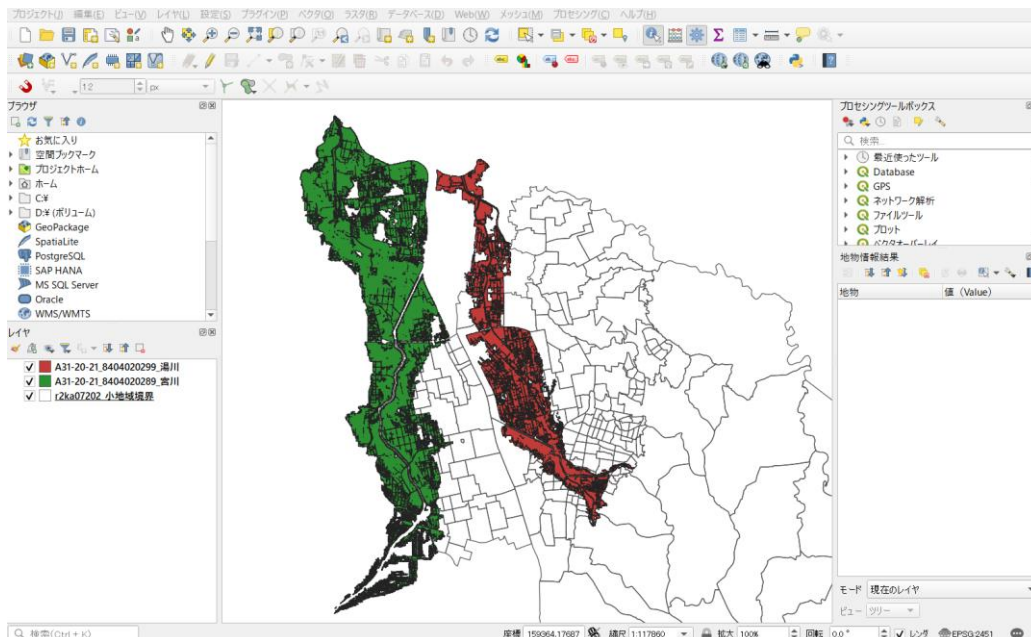 プロジェクト(J) 編集(E) ビュー(V) レイヤ(L) 設定(S) プラグイン(P) ベクタ(O) ラスタ(R) データベース(D) Web(W) メッシュ(M) プロセシング(C) ヘルプ(H)
12 px
ブラウザ
お気に入り
空間ブックマーク
プロジェクトホーム
ホーム
C:¥
D:¥ (ボリューム)
GeoPackage
SpatiaLite
PostgreSQL
SAP HANA
MS SQL Server
Oracle
WMS/WMTS
レイヤ
A31-20-21_8404020299_湯川
A31-20-21_8404020289_宮川
r2ka07202 小地域境界
プロセシングツールボックス
検索...
最近使ったツール
Database
GPS
ネットワーク解析
ファイルツール
プロット
ベクタオーバーレイ
地物情報結果
地物 値 (Value)
モード 現在のレイヤ
ビュー ツリー
検索(Ctrl + K) 座標 159364,17687 縮尺 1:117860 拡大 100% 回転 0.0 ° レンダ EPSG:2451